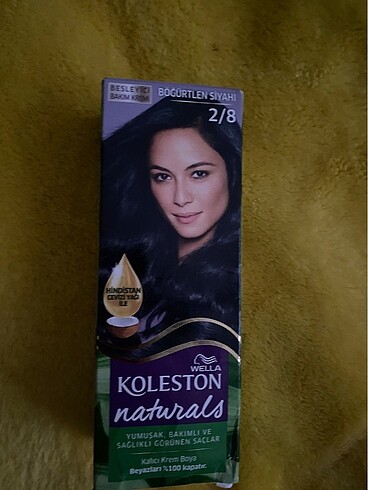 BESLEYİCİ
BAKIM KREMİ
BÖĞÜRTLEN SİYAHI
2/8
HİNDİSTAN
CEVİZİ YAĞI
İLE
WELLA
KOLESTON
naturals
YUMUŞAK, BAKIMLI VE
SAĞLIKLI GÖRÜNEN SAÇLAR
Kalıcı Krem Boya
Beyazları %100 kapatır.